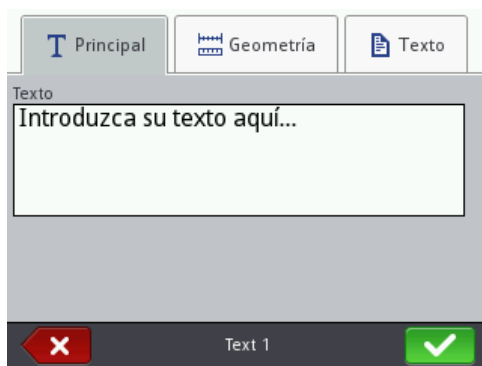 Principal Geometría Texto
Texto
Introduzca su texto aquí...
Text 1